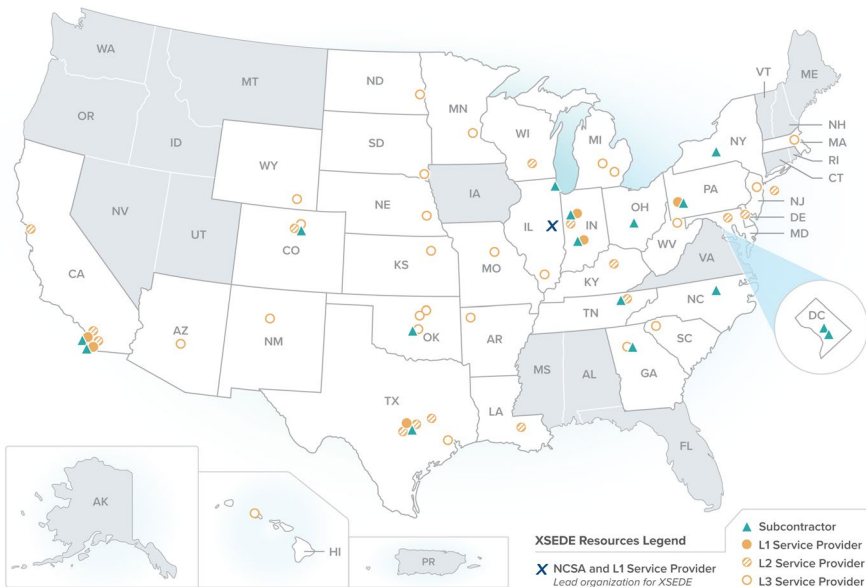 WA
MT
ND
MN
VT
ME
OR
ID
SD
WI
MI
NY
NH
MA
RI
CT
WY
IA
NE
PA
NJ
DE
MD
NV
UT
CO
IL
IN
OH
WV
VA
CA
KS
MO
KY
NC
DC
TN
AZ
NM
OK
AR
SC
MS
AL
GA
TX
LA
FL
AK
HI
PR
XSEDE Resources Legend
X NCSA and L1 Service Provider
Lead organization for XSEDE
Subcontractor
L1 Service Provider
L2 Service Provider
L3 Service Provider